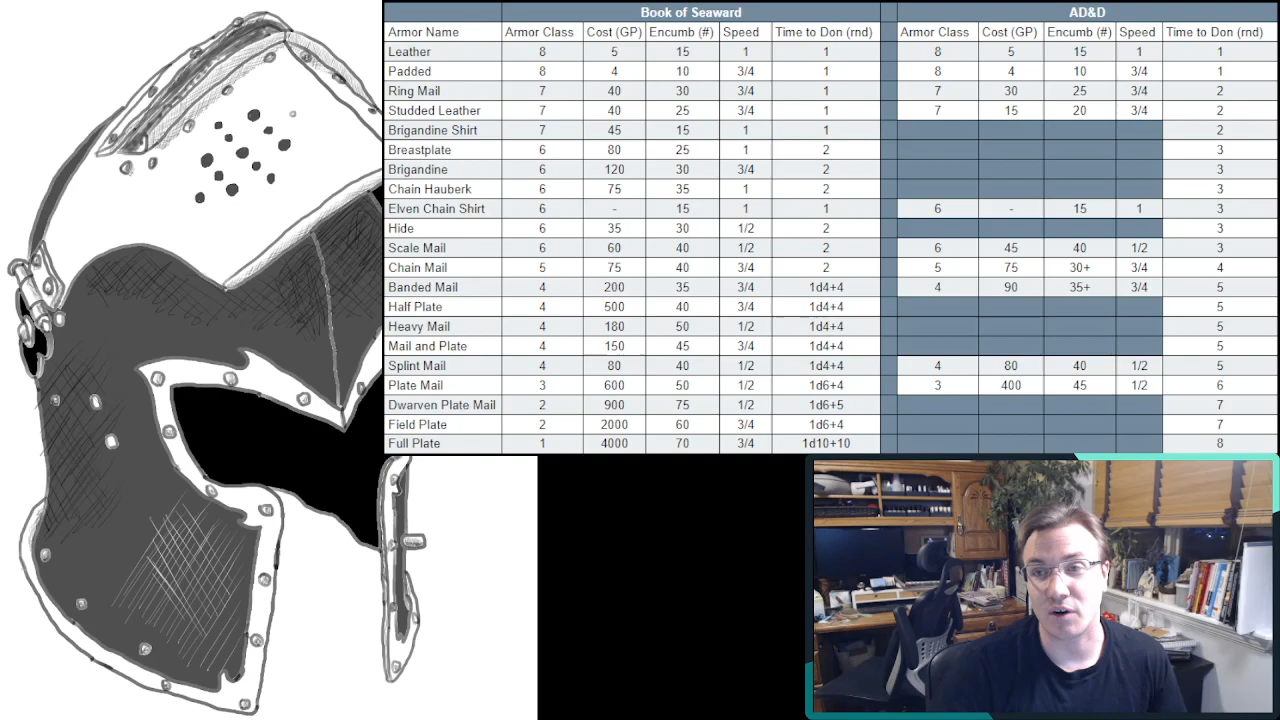 Book of Seaward AD&D
Armor Name Armor Class Cost (GP) Encumb (#) Speed Time to Don (rnd) Armor Class Cost (GP) Encumb (#) Speed Time to Don (rnd)
Leather 8 5 15 1 1 8 5 15 1 1
Padded 8 4 10 3/4 1 8 4 10 3/4 1
Ring Mail 7 40 30 3/4 1 7 30 25 3/4 2
Studded Leather 7 40 25 3/4 1 7 15 20 3/4 2
Brigandine Shirt 7 45 15 1 1 2
Breastplate 6 80 25 1 2 3
Brigandine 6 120 30 3/4 2 3
Chain Hauberk 6 75 35 1 2 3
Elven Chain Shirt 6 - 15 1 1 6 - 15 1 3
Hide 6 35 30 1/2 2 3
Scale Mail 6 60 40 1/2 2 6 45 40 1/2 3
Chain Mail 5 75 40 3/4 2 5 75 30+ 3/4 4
Banded Mail 4 200 35 3/4 1d4+4 4 90 35+ 3/4 5
Half Plate 4 500 40 3/4 1d4+4 5
Heavy Mail 4 180 50 1/2 1d4+4 5
Mail and Plate 4 150 45 3/4 1d4+4 5
Splint Mail 4 80 40 1/2 1d4+4 4 80 40 1/2 5
Plate Mail 3 600 50 1/2 1d6+4 3 400 45 1/2 6
Dwarven Plate Mail 2 900 75 1/2 1d6+5 7
Field Plate 2 2000 60 3/4 1d6+4 7
Full Plate 1 4000 70 3/4 1d10+10 8